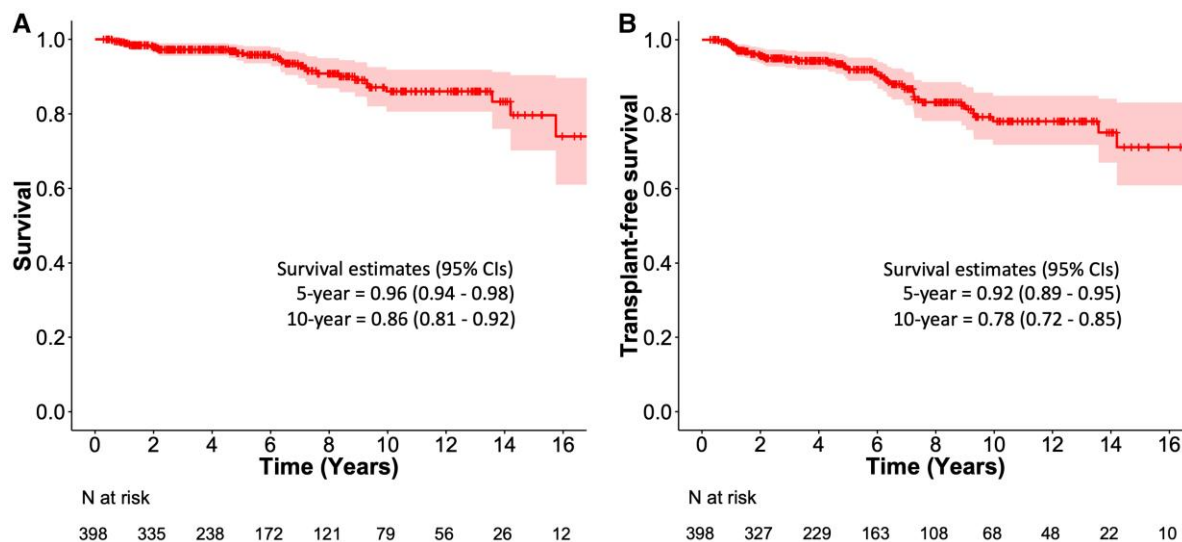 A
Survival
1.0
0.8
0.6
0.4
0.2
0.0
Survival estimates (95% CIs)
5-year = 0.96 (0.94 - 0.98)
10-year = 0.86 (0.81 - 0.92)
0 2 4 6 8 10 12 14 16
Time (Years)
N at risk
398 335 238 172 121 79 56 26 12
B
Transplant-free survival
1.0
0.8
0.6
0.4
0.2
0.0
Survival estimates (95% CIs)
5-year = 0.92 (0.89 - 0.95)
10-year = 0.78 (0.72 - 0.85)
0 2 4 6 8 10 12 14 16
Time (Years)
N at risk
398 327 229 163 108 68 48 22 10